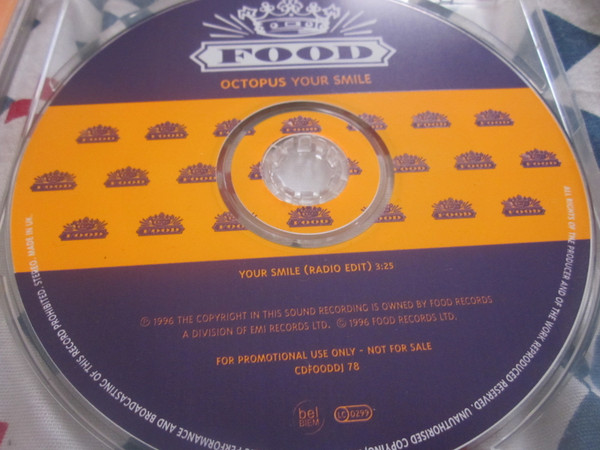 FOOD
OCTOPUS YOUR SMILE
YOUR SMILE (RADIO EDIT) 3:25
℗ 1996 THE COPYRIGHT IN THIS SOUND RECORDING IS OWNED BY FOOD RECORDS
A DIVISION OF EMI RECORDS LTD. © 1996 FOOD RECORDS LTD.
FOR PROMOTIONAL USE ONLY - NOT FOR SALE
CDFOODDJ 78
bel
BIEM
LC 0299
ALL RIGHTS OF THE PRODUCER AND OF THE WORK REPRODUCED RESERVED. UNAUTHORISED COPYING,
PERFORMANCE AND BROADCASTING OF THIS RECORD PROHIBITED. STEREO. MADE IN UK.